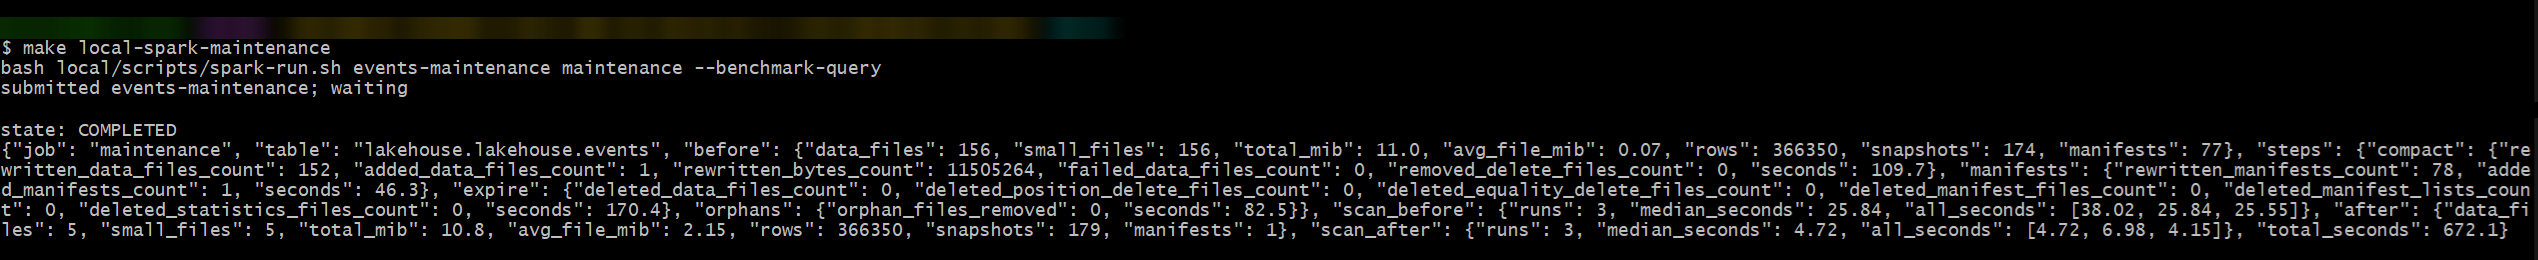 $ make local-spark-maintenance
bash local/scripts/spark-run.sh events-maintenance maintenance --benchmark-query
submitted events-maintenance; waiting
state: COMPLETED
{"job": "maintenance", "table": "lakehouse.lakehouse.events", "before": {"data_files": 156, "small_files": 156, "total_mib": 11.0, "avg_file_mib": 0.07, "rows": 366350, "snapshots": 174, "manifests": 77}, "steps": {"compact": {"re
written_data_files_count": 152, "added_data_files_count": 1, "rewritten_bytes_count": 11505264, "failed_data_files_count": 0, "removed_delete_files_count": 0, "seconds": 109.7}, "manifests": {"rewritten_manifests_count": 78, "adde
d_manifests_count": 1, "seconds": 46.3}, "expire": {"deleted_data_files_count": 0, "deleted_position_delete_files_count": 0, "deleted_equality_delete_files_count": 0, "deleted_manifest_files_count": 0, "deleted_manifest_lists_coun
t": 0, "deleted_statistics_files_count": 0, "seconds": 170.4}, "orphans": {"orphan_files_removed": 0, "seconds": 82.5}}, "scan_before": {"runs": 3, "median_seconds": 25.84, "all_seconds": [38.02, 25.84, 25.55]}, "after": {"data_fi
les": 5, "small_files": 5, "total_mib": 10.8, "avg_file_mib": 2.15, "rows": 366350, "snapshots": 179, "manifests": 1}, "scan_after": {"runs": 3, "median_seconds": 4.72, "all_seconds": [4.72, 6.98, 4.15]}, "total_seconds": 672.1}